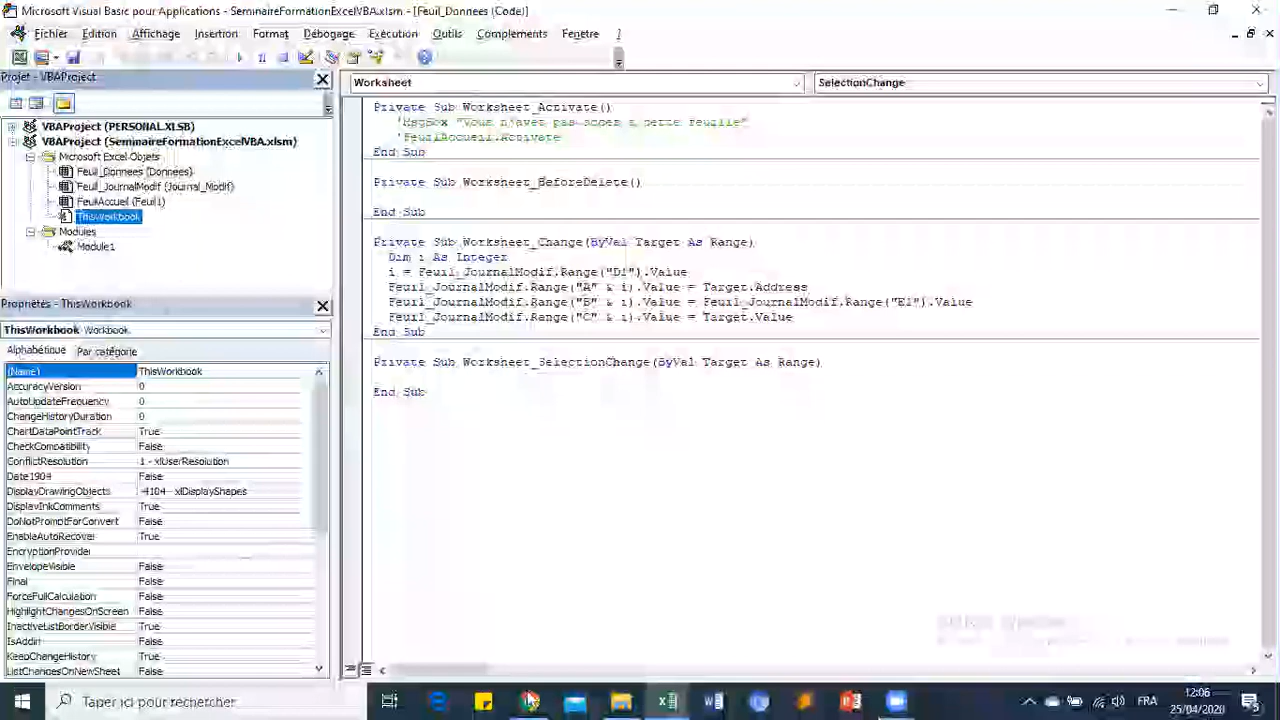 Microsoft Visual Basic pour Applications - SeminaireFormationExcelVBA.xlsm - [Feuil_Donnees (Code)]
Fichier Edition Affichage Insertion Format Débogage Exécution Outils Compléments Fenêtre ?
Projet - VBAProject
Worksheet
SelectionChange
VBAProject (PERSONAL.XLSB)
VBAProject (SeminaireFormationExcelVBA.xlsm)
Microsoft Excel Objets
Feuil_Donnees (Donnees)
Feuil_JournalModif (Journal_Modif)
FeuilAccueil (Feuil1)
ThisWorkbook
Modules
Module1
Propriétés - ThisWorkbook
ThisWorkbook Workbook
Alphabétique Par catégorie
(Name) ThisWorkbook
AccuracyVersion 0
AutoUpdateFrequency 0
ChangeHistoryDuration 0
ChartDataPointTrack True
CheckCompatibility False
ConflictResolution 1 - xlUserResolution
Date1904 False
DisplayDrawingObjects -4104 - xlDisplayShapes
DisplayInkComments True
DoNotPromptForConvert False
EnableAutoRecover True
EncryptionProvider
EnvelopeVisible False
Final False
ForceFullCalculation False
HighlightChangesOnScreen False
InactiveListBorderVisible True
IsAddin False
KeepChangeHistory True
ListChangesOnNewSheet False
Private Sub Worksheet_Activate()
'MsgBox "Vous n'avez pas accès à cette feuille"
'FeuilAccueil.Activate
End Sub
Private Sub Worksheet_BeforeDelete()
End Sub
Private Sub Worksheet_Change(ByVal Target As Range)
Dim i As Integer
i = Feuil_JournalModif.Range("D1").Value
Feuil_JournalModif.Range("A" & i).Value = Target.Address
Feuil_JournalModif.Range("B" & i).Value = Feuil_JournalModif.Range("E1").Value
Feuil_JournalModif.Range("C" & i).Value = Target.Value
End Sub
Private Sub Worksheet_SelectionChange(ByVal Target As Range)
End Sub
Taper ici pour rechercher
FRA
12:06
25/04/2020